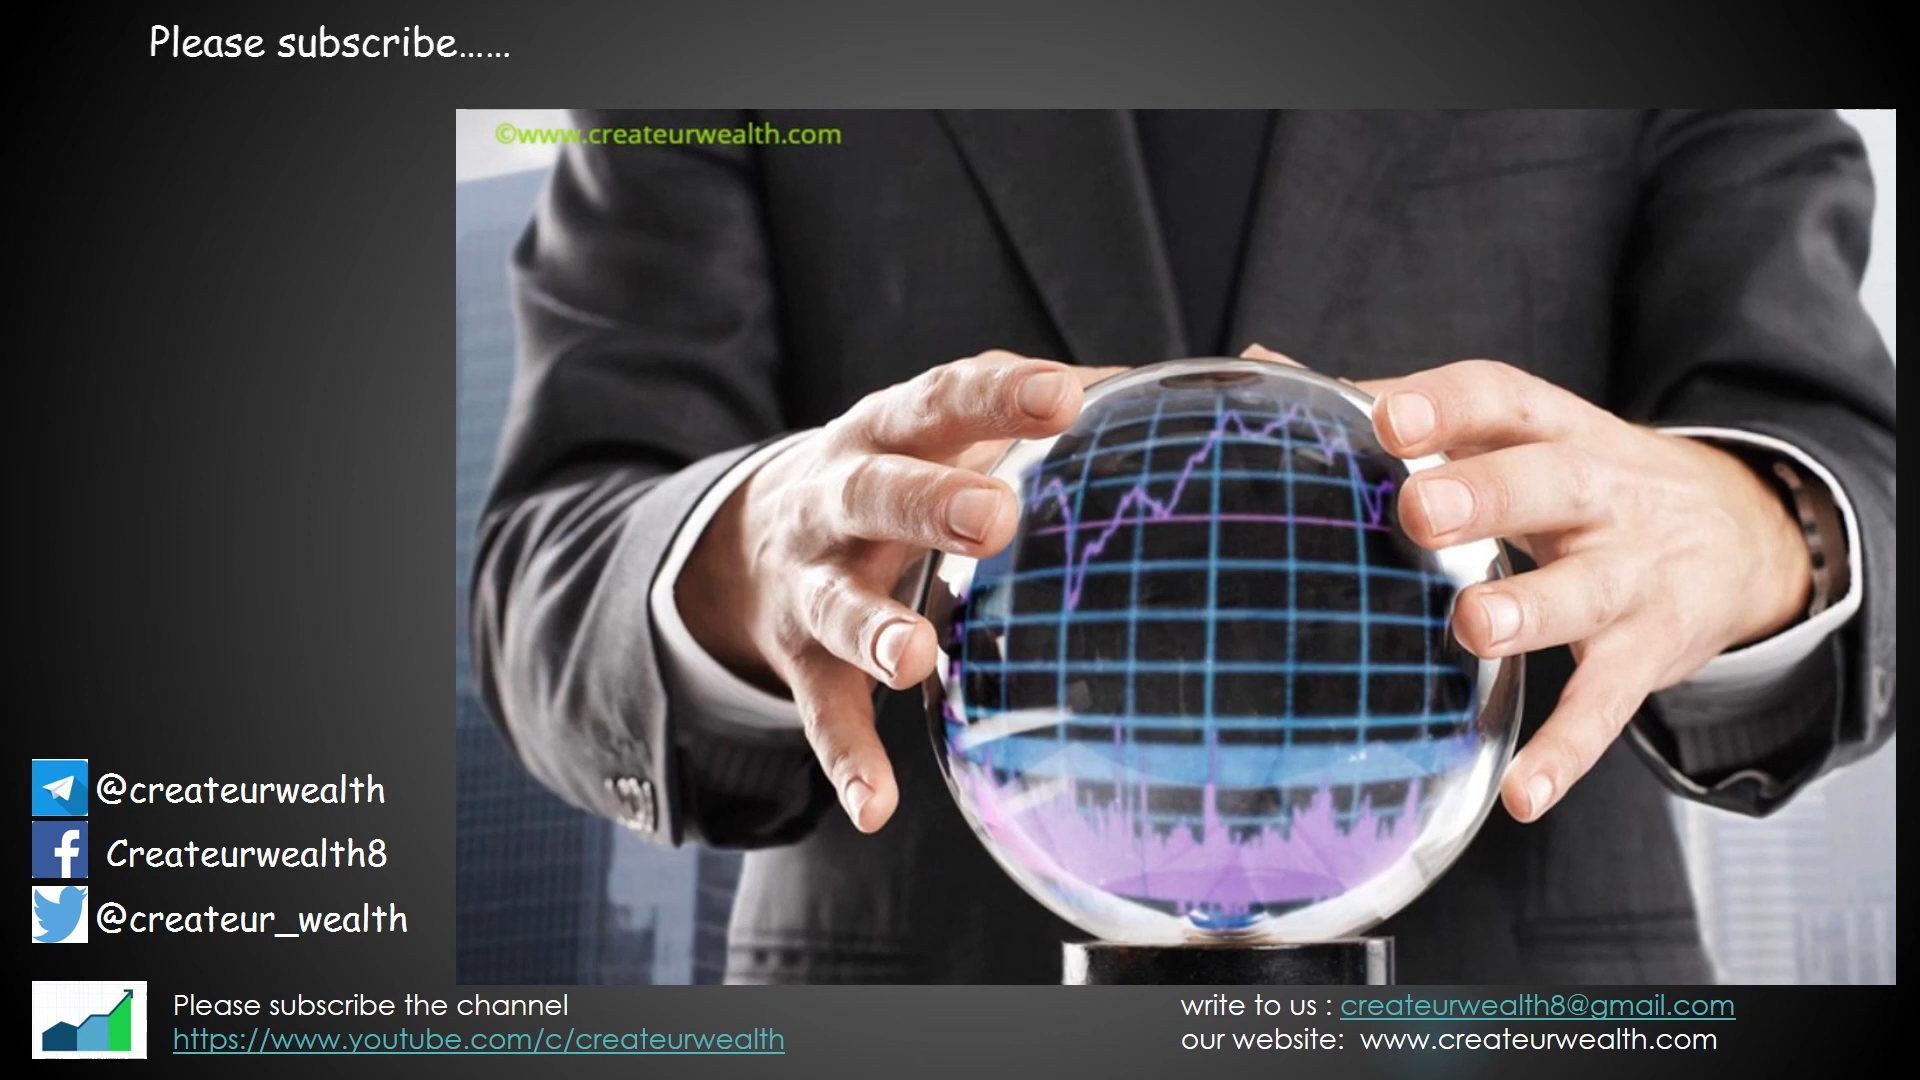 Please subscribe......
©www.createurwealth.com
@createurwealth
Createurwealth8
@createur_wealth
Please subscribe the channel
https://www.youtube.com/c/createurwealth
write to us : createurwealth8@gmail.com
our website: www.createurwealth.com